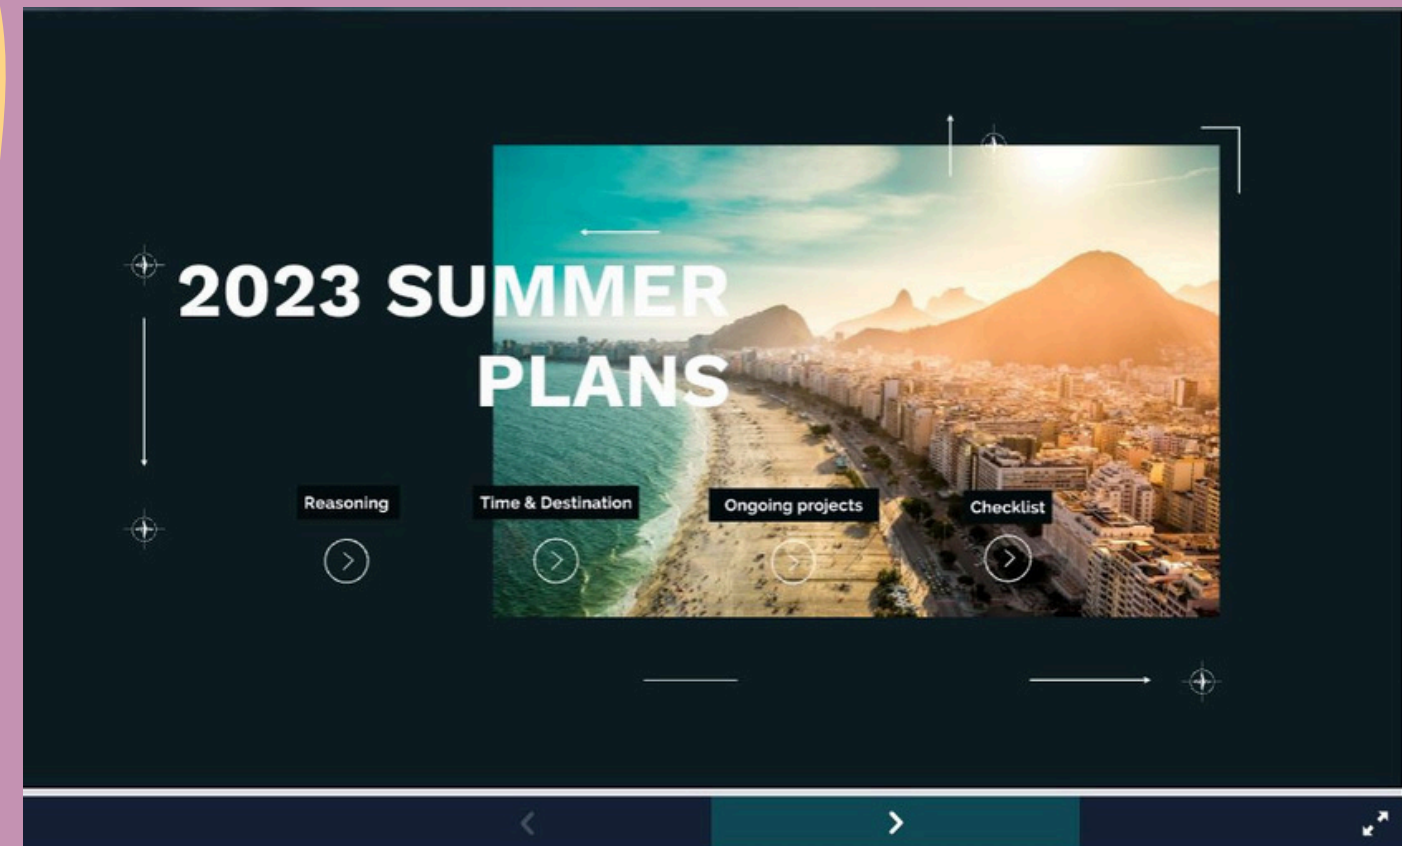 2023 SUMMER
PLANS
Reasoning
Time & Destination
Ongoing projects
Checklist